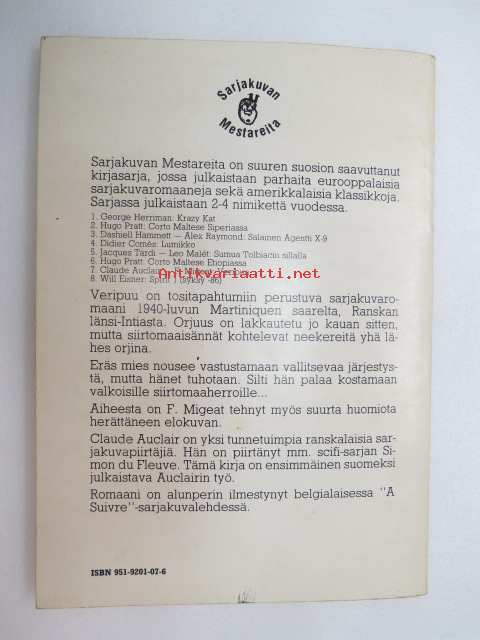 Sarjakuvan
Mestareita
Sarjakuvan Mestareita on suuren suosion saavuttanut
kirjasarja, jossa julkaistaan parhaita eurooppalaisia
sarjakuvaromaaneja sekä amerikkalaisia klassikkoja.
Sarjassa julkaistaan 2-4 nimikettä vuodessa.
1. George Herriman: Krazy Kat
2. Hugo Pratt: Corto Maltese Siperiassa
3. Dashiell Hammett — Alex Raymond: Salainen Agentti X-9
4. Didier Comés: Lumikko
5. Jacques Tardi — Leo Malét: Sumua Tolbiacin sillalla
6. Hugo Pratt: Corto Maltese Etiopiassa
7. Claude Auclair — F. Migeat: Veripuu
8. Will Eisner: Spirit 1 (syksy -86)
Antikvariaatti.net
Veripuu on tositapahtumiin perustuva sarjakuvaro-
maani 1940-luvun Martiniquen saarelta, Ranskan
länsi-Intiasta. Orjuus on lakkautetu jo kauan sitten,
mutta siirtomaaisännät kohtelevat neekereitä yhä lä-
hes orjina.
Eräs mies nousee vastustamaan vallitsevaa järjestys-
tä, mutta hänet tuhotaan. Silti hän palaa kostamaan
valkoisille siirtomaaherroille...
Aiheesta on F. Migeat tehnyt myös suurta huomiota
herättäneen elokuvan.
Claude Auclair on yksi tunnetuimpia ranskalaisia sar-
jakuvapiirtäjiä. Hän on piirtänyt mm. scifi-sarjan Si-
mon du Fleuve. Tämä kirja on ensimmäinen suomeksi
julkaistava Auclairin työ.
Romaani on alunperin ilmestynyt belgialaisessa "A
Suivre"-sarjakuvalehdessä.
ISBN 951-9201-07-6